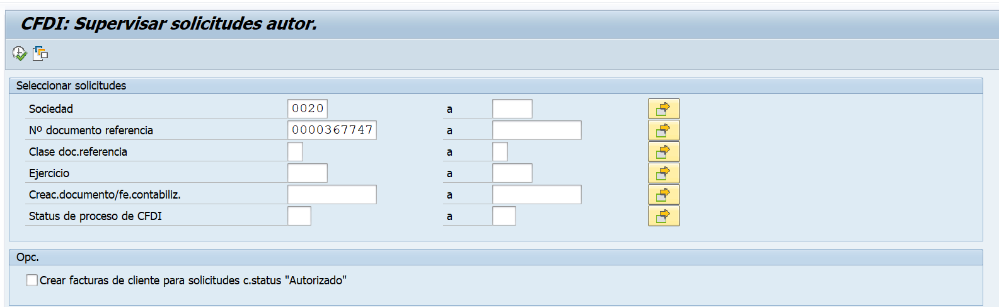 CFDI: Supervisar solicitudes autor.
Seleccionar solicitudes
Sociedad 0020 a
Nº documento referencia 0000367747 a
Clase doc.referencia a
Ejercicio a
Creac.documento/fe.contabiliz. a
Status de proceso de CFDI a
Opc.
Crear facturas de cliente para solicitudes c.status "Autorizado"